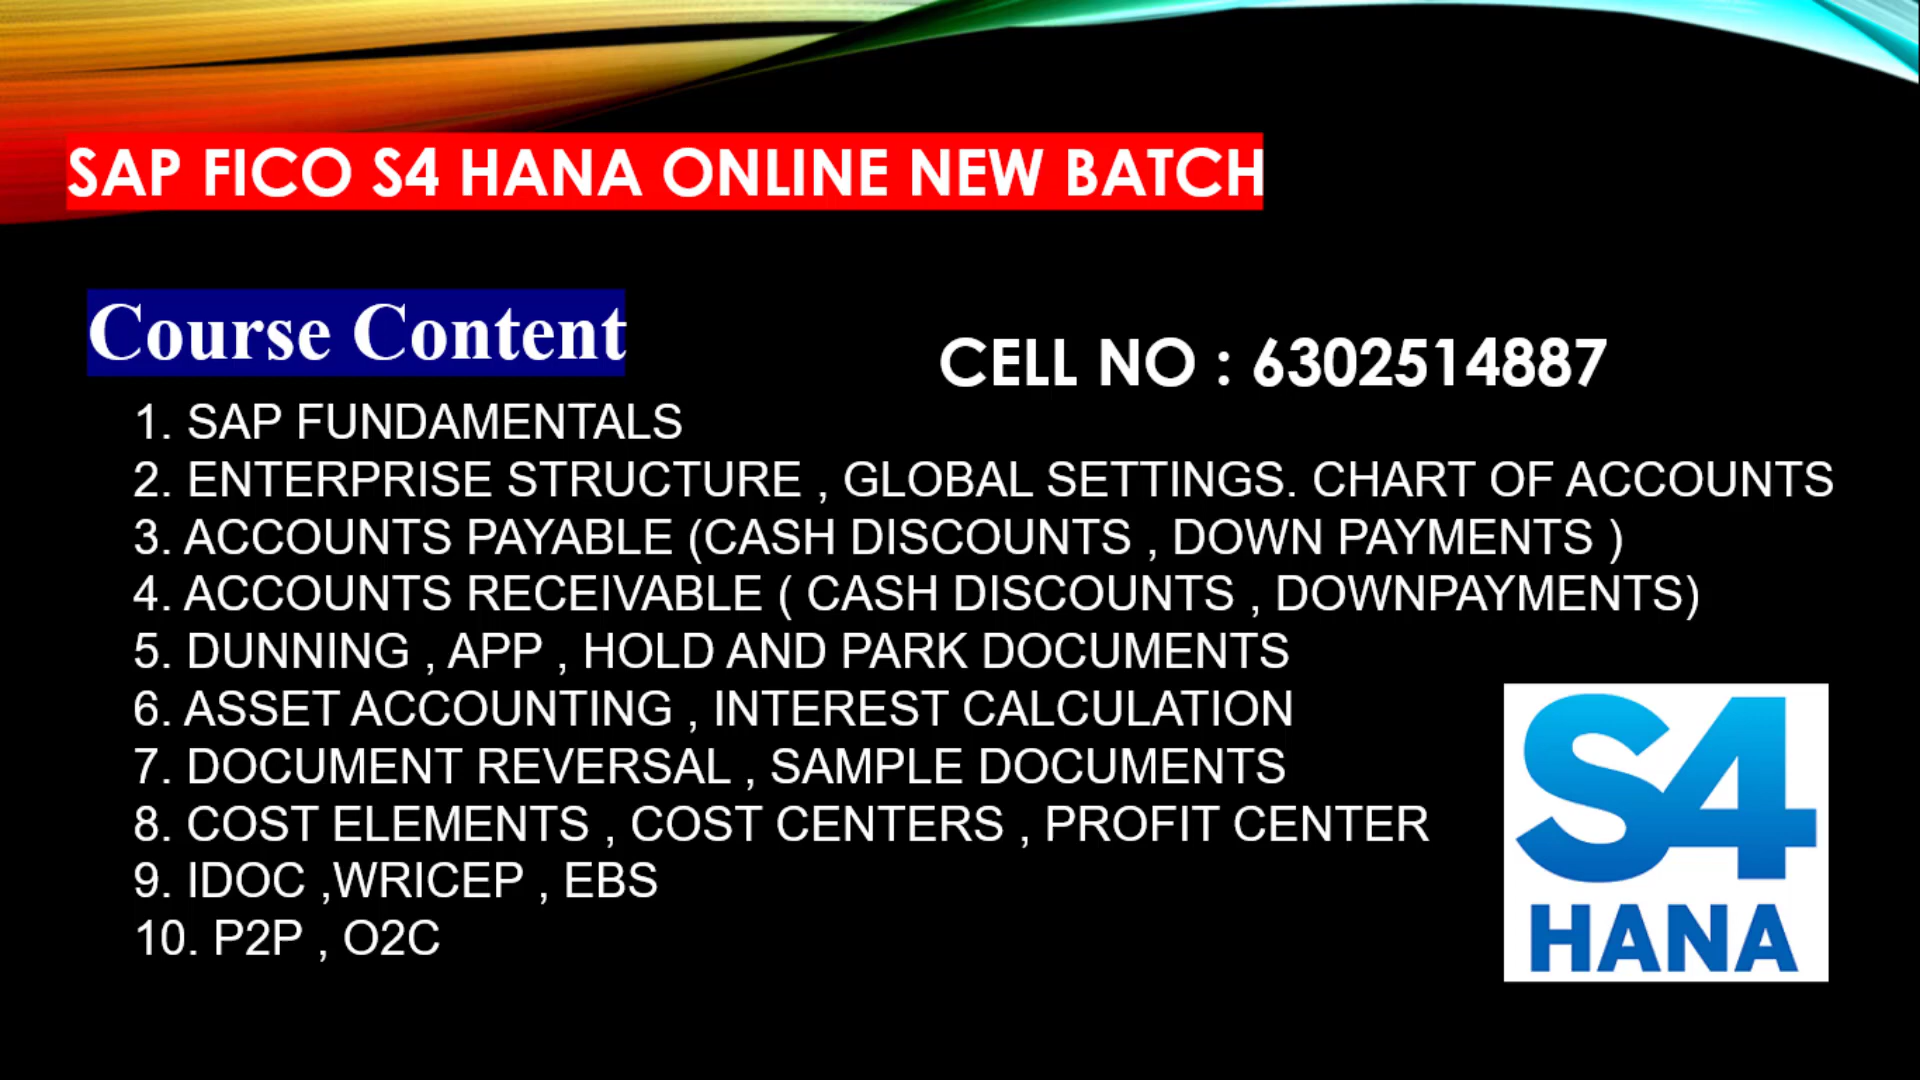 SAP FICO S4 HANA ONLINE NEW BATCH
Course Content
CELL NO : 6302514887
1. SAP FUNDAMENTALS
2. ENTERPRISE STRUCTURE , GLOBAL SETTINGS. CHART OF ACCOUNTS
3. ACCOUNTS PAYABLE (CASH DISCOUNTS , DOWN PAYMENTS )
4. ACCOUNTS RECEIVABLE ( CASH DISCOUNTS , DOWNPAYMENTS)
5. DUNNING , APP , HOLD AND PARK DOCUMENTS
6. ASSET ACCOUNTING , INTEREST CALCULATION
7. DOCUMENT REVERSAL , SAMPLE DOCUMENTS
8. COST ELEMENTS , COST CENTERS , PROFIT CENTER
9. IDOC ,WRICEP , EBS
10. P2P , O2C
S4
HANA